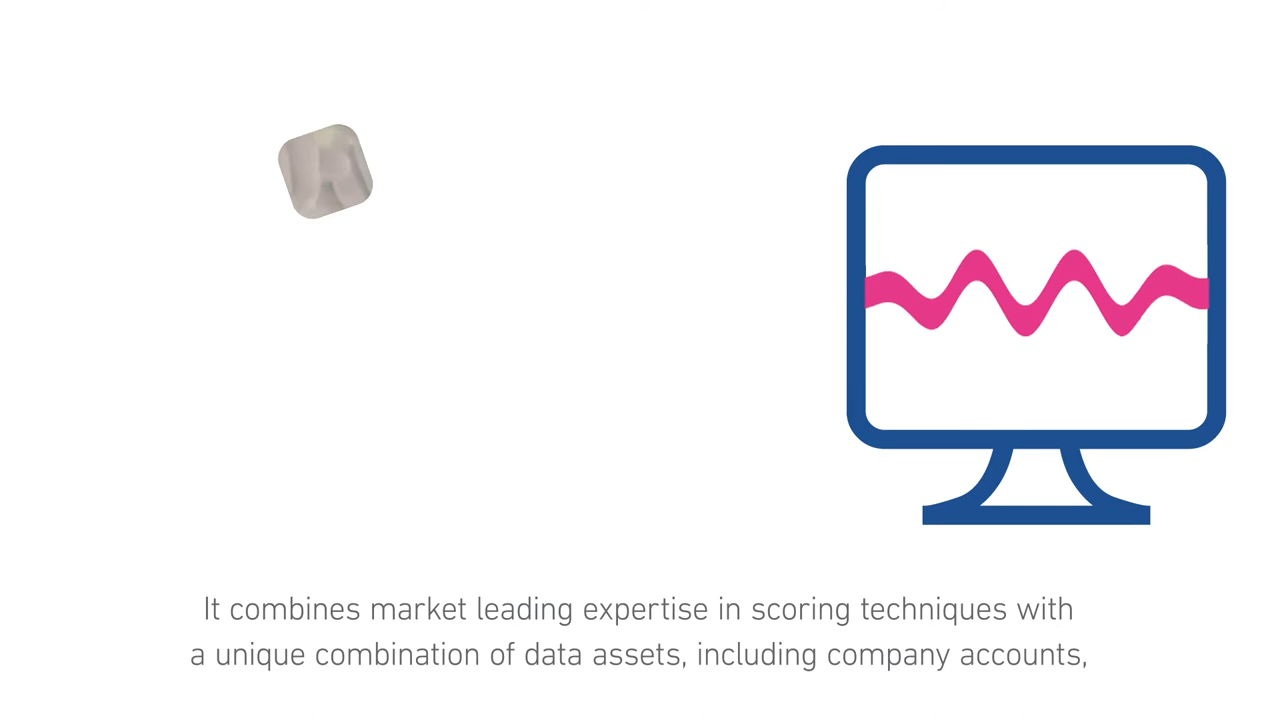 It combines market leading expertise in scoring techniques with
a unique combination of data assets, including company accounts,